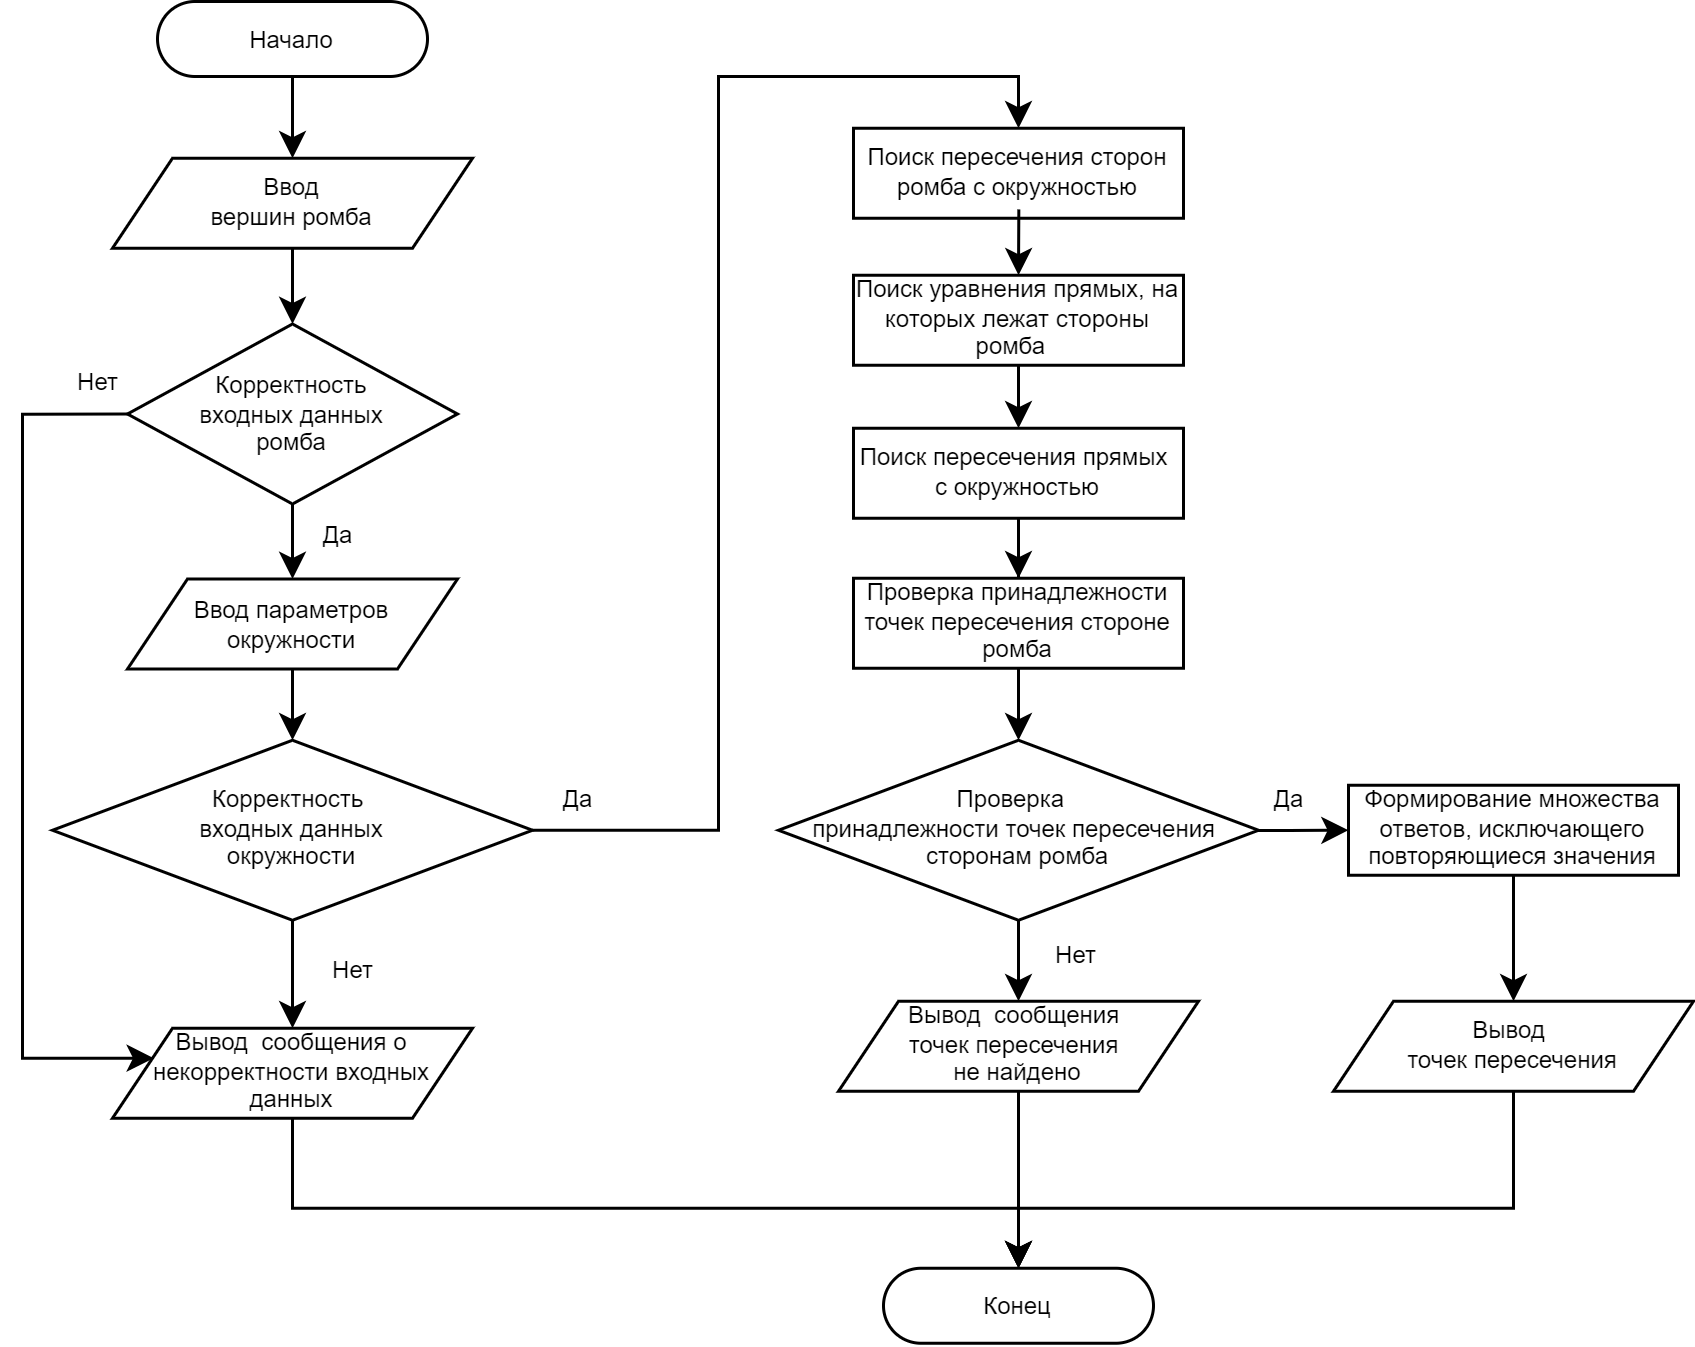 Начало
Ввод
вершин ромба
Корректность
входных данных
ромба
Нет
Да
Ввод параметров
окружности
Корректность
входных данных
окружности
Да
Нет
Вывод  сообщения о
некорректности входных
данных
Поиск пересечения сторон
ромба с окружностью
Поиск уравнения прямых, на
которых лежат стороны
ромба
Поиск пересечения прямых
с окружностью
Проверка принадлежности
точек пересечения стороне
ромба
Проверка
принадлежности точек пересечения
сторонам ромба
Да
Нет
Формирование множества
ответов, исключающего
повторяющиеся значения
Вывод  сообщения
точек пересечения
не найдено
Вывод
точек пересечения
Конец